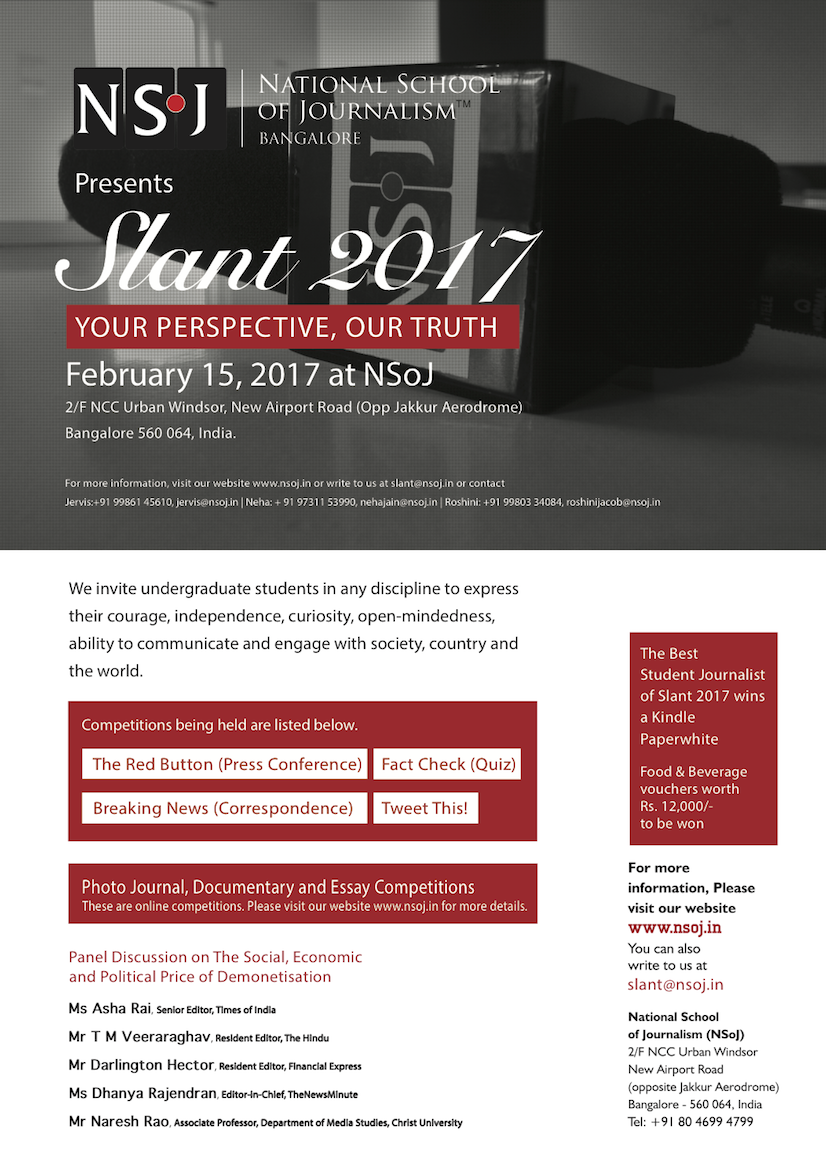 NSJ
NATIONAL SCHOOL
OF JOURNALISM™
BANGALORE
NSJ
Presents
Slant 2017
YOUR PERSPECTIVE, OUR TRUTH
February 15, 2017 at NSoJ
2/F NCC Urban Windsor, New Airport Road (Opp Jakkur Aerodrome)
Bangalore 560 064, India.
For more information, visit our website www.nsoj.in or write to us at slant@nsoj.in or contact
Jervis:+91 99861 45610, jervis@nsoj.in | Neha: + 91 97311 53990, nehajain@nsoj.in | Roshini: +91 99803 34084, roshinijacob@nsoj.in
We invite undergraduate students in any discipline to express
their courage, independence, curiosity, open-mindedness,
ability to communicate and engage with society, country and
the world.
Competitions being held are listed below.
The Red Button (Press Conference)
Fact Check (Quiz)
Breaking News (Correspondence)
Tweet This!
Photo Journal, Documentary and Essay Competitions
These are online competitions. Please visit our website www.nsoj.in for more details.
Panel Discussion on The Social, Economic
and Political Price of Demonetisation
Ms Asha Rai, Senior Editor, Times of India
Mr T M Veeraraghav, Resident Editor, The Hindu
Mr Darlington Hector, Resident Editor, Financial Express
Ms Dhanya Rajendran, Editor-in-Chief, TheNewsMinute
Mr Naresh Rao, Associate Professor, Department of Media Studies, Christ University
The Best
Student Journalist
of Slant 2017 wins
a Kindle
Paperwhite
Food & Beverage
vouchers worth
Rs. 12,000/-
to be won
For more
information, Please
visit our website
www.nsoj.in
You can also
write to us at
slant@nsoj.in
National School
of Journalism (NSoJ)
2/F NCC Urban Windsor
New Airport Road
(opposite Jakkur Aerodrome)
Bangalore - 560 064, India
Tel: +91 80 4699 4799